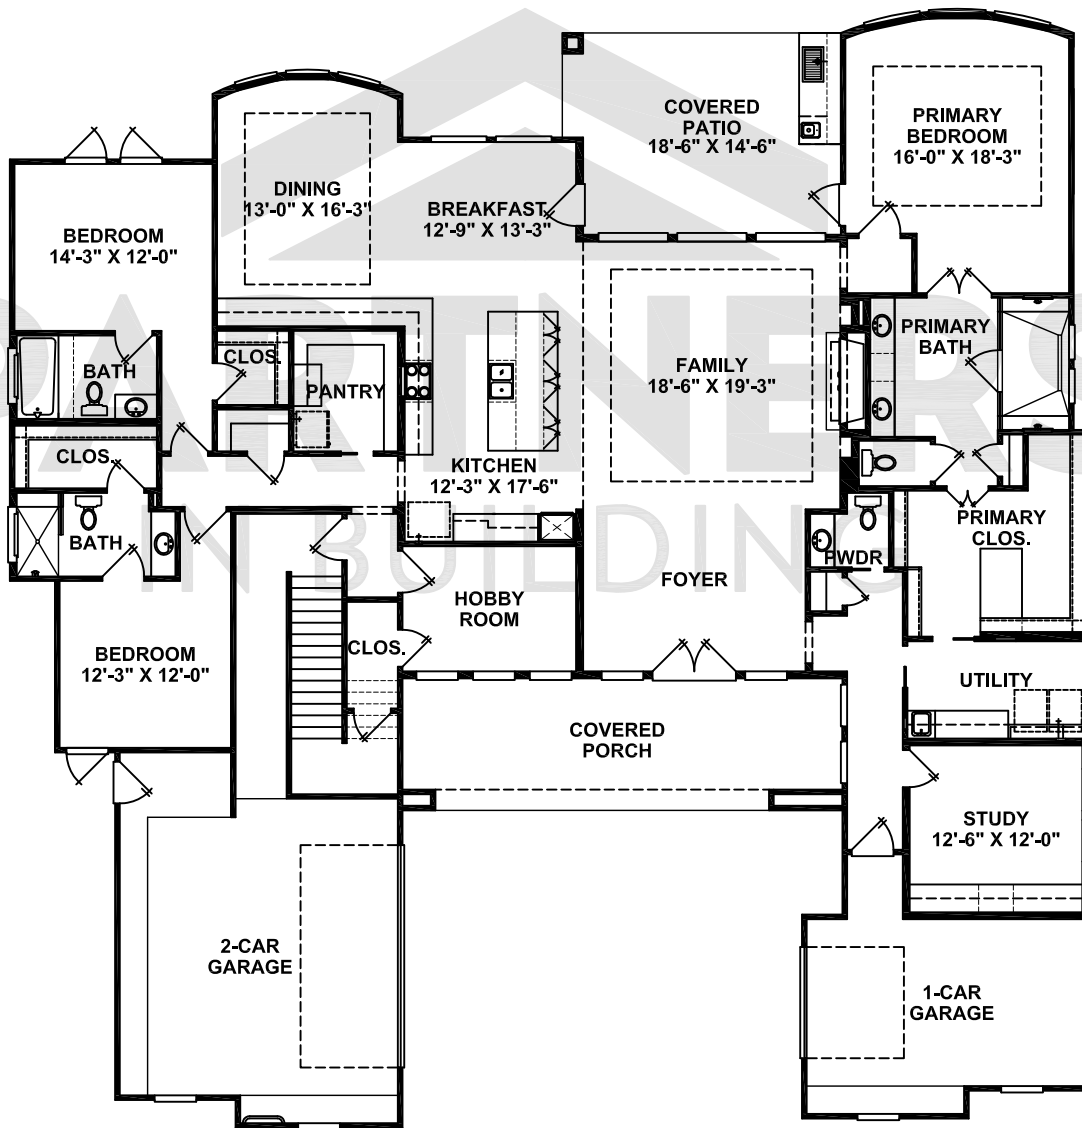 COVERED
PATIO
18'-6" X 14'-6"
PRIMARY
BEDROOM
16'-0" X 18'-3"
DINING
13'-0" X 16'-3"
BREAKFAST
12'-9" X 13'-3"
BEDROOM
14'-3" X 12'-0"
PRIMARY
BATH
CLOS.
BATH
PANTRY
FAMILY
18'-6" X 19'-3"
CLOS.
KITCHEN
12'-3" X 17'-6"
BATH
PRIMARY
CLOS.
PWDR
FOYER
HOBBY
ROOM
CLOS.
BEDROOM
12'-3" X 12'-0"
UTILITY
COVERED
PORCH
STUDY
12'-6" X 12'-0"
2-CAR
GARAGE
1-CAR
GARAGE
PARTNERS
IN BUILDING